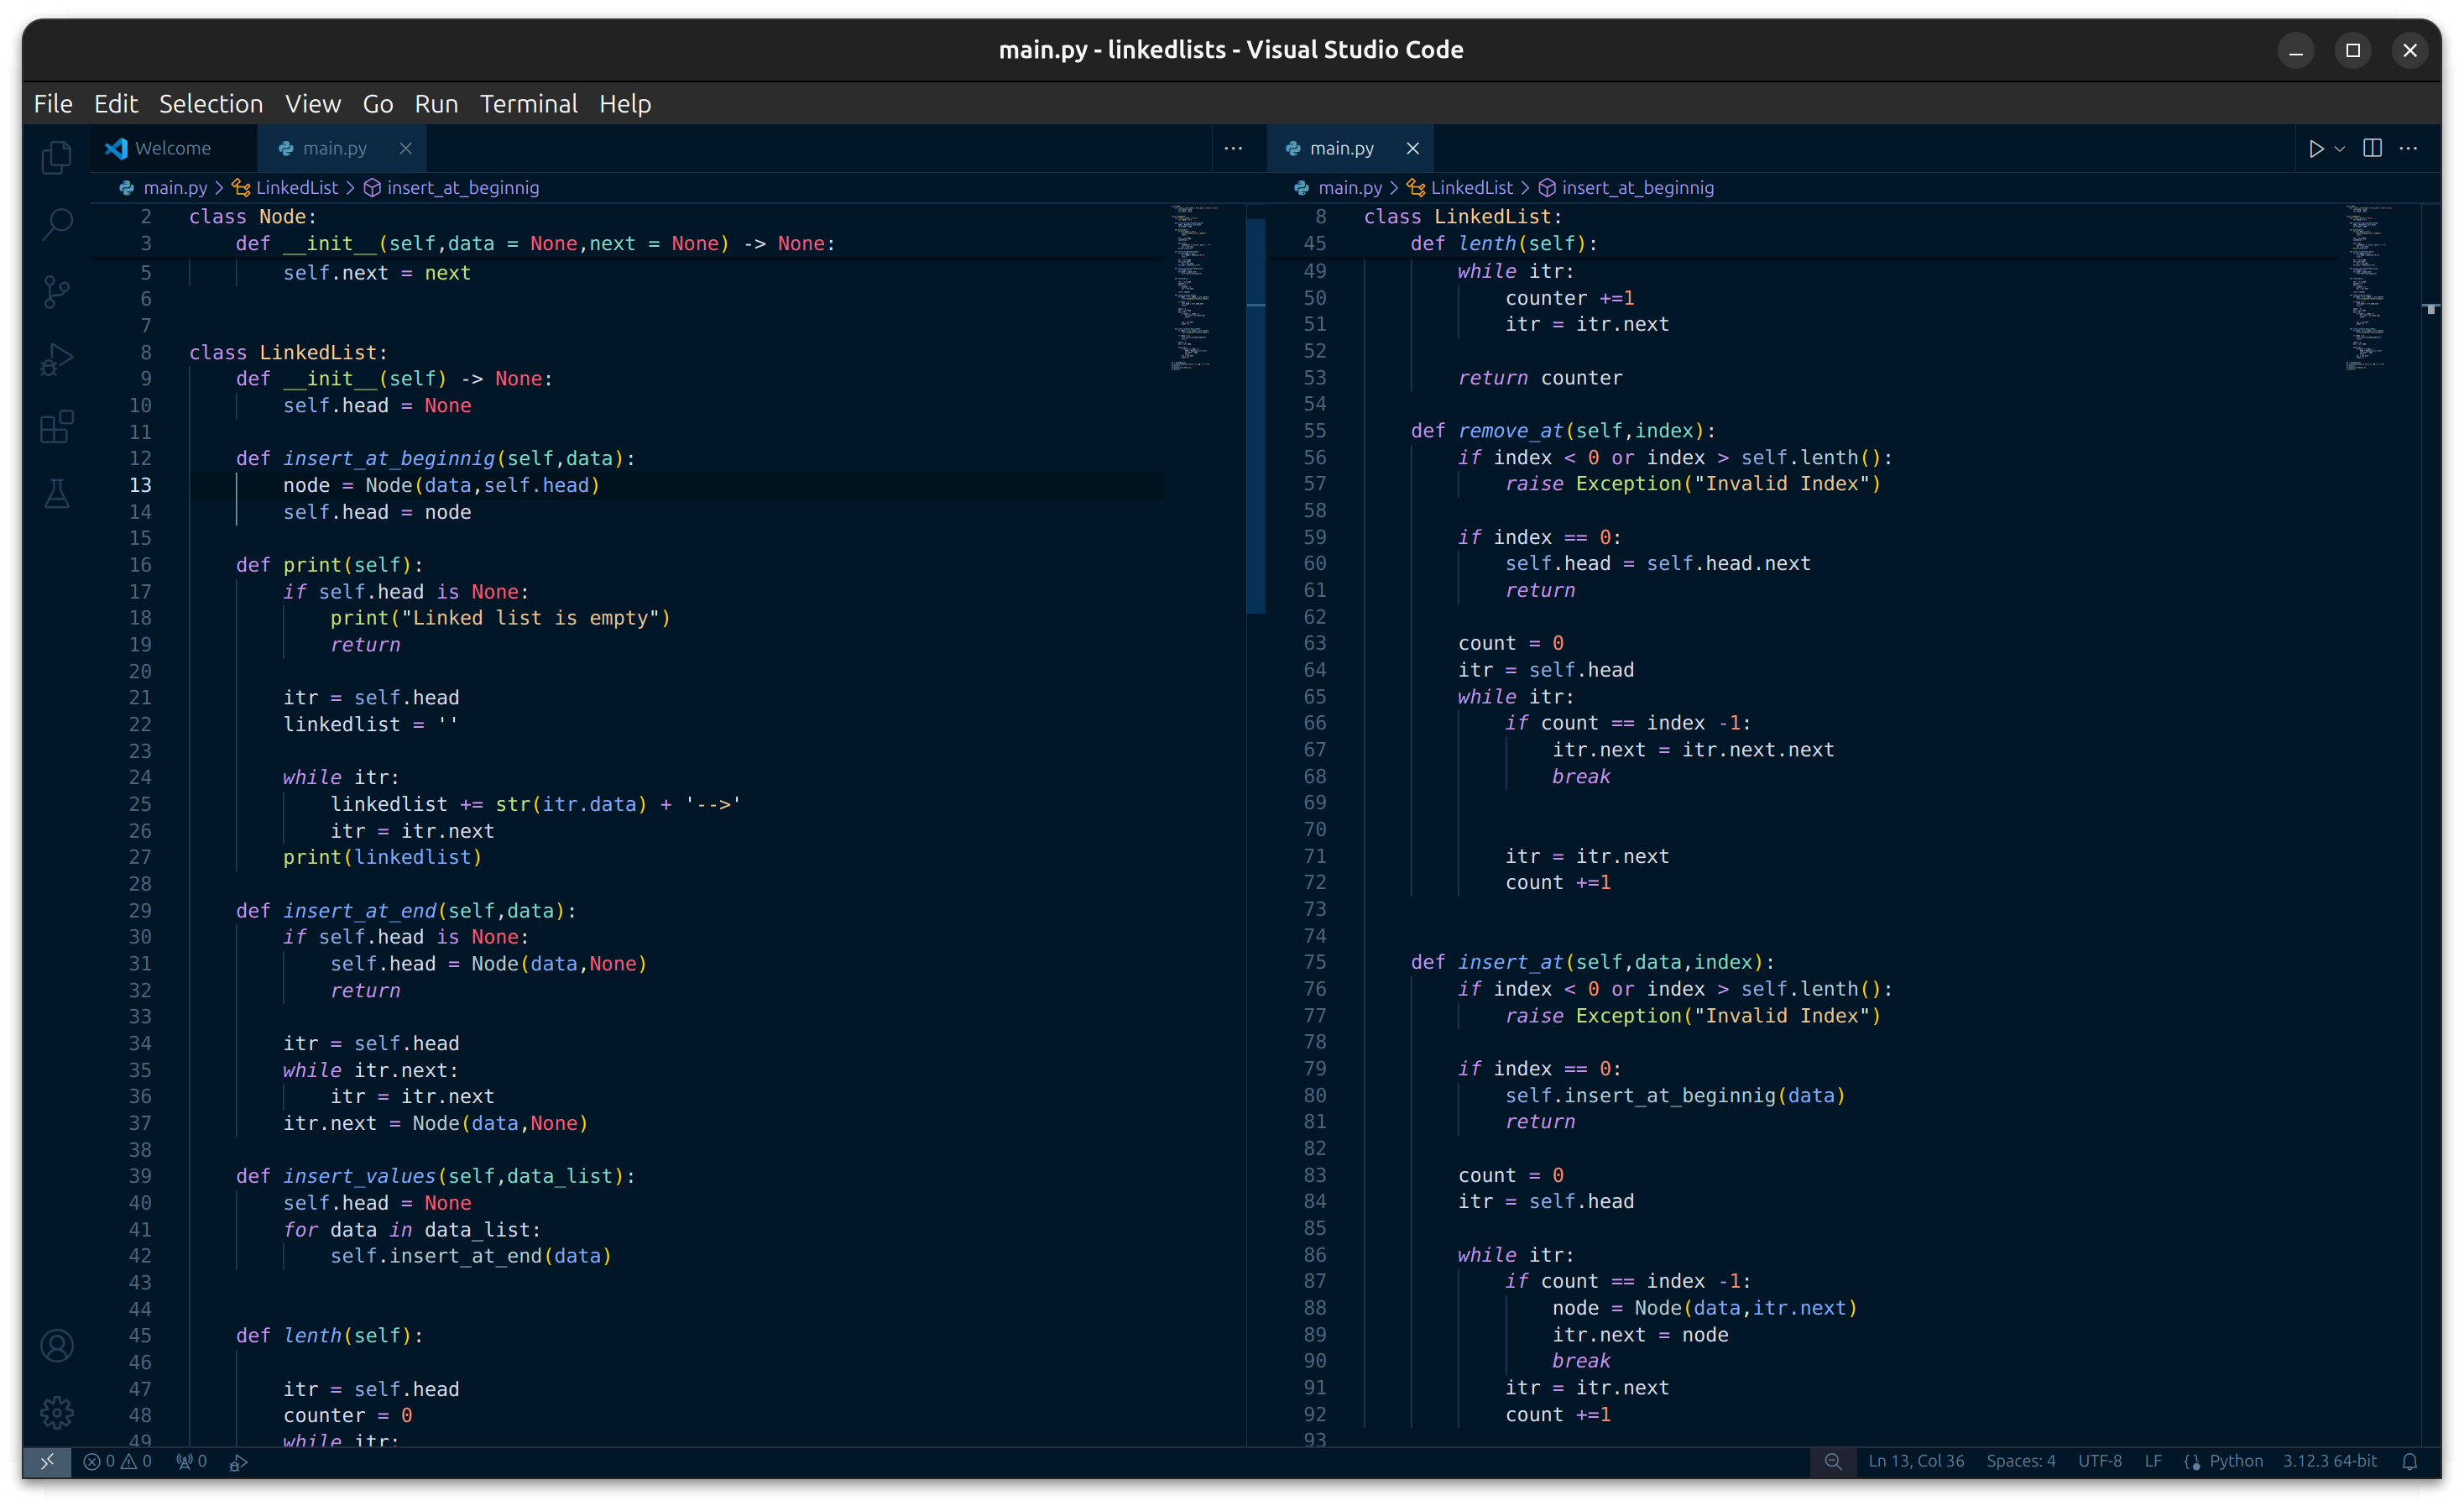 main.py - linkedlists - Visual Studio Code
File Edit Selection View Go Run Terminal Help
Welcome main.py
main.py > LinkedList > insert_at_beginnig
2 class Node:
3     def __init__(self,data = None,next = None) -> None:
5         self.next = next
6
7
8 class LinkedList:
9     def __init__(self) -> None:
10         self.head = None
11
12     def insert_at_beginnig(self,data):
13         node = Node(data,self.head)
14         self.head = node
15
16     def print(self):
17         if self.head is None:
18             print("Linked list is empty")
19             return
20
21         itr = self.head
22         linkedlist = ''
23
24         while itr:
25             linkedlist += str(itr.data) + '-->'
26             itr = itr.next
27         print(linkedlist)
28
29     def insert_at_end(self,data):
30         if self.head is None:
31             self.head = Node(data,None)
32             return
33
34         itr = self.head
35         while itr.next:
36             itr = itr.next
37         itr.next = Node(data,None)
38
39     def insert_values(self,data_list):
40         self.head = None
41         for data in data_list:
42             self.insert_at_end(data)
43
44
45     def lenth(self):
46
47         itr = self.head
48         counter = 0
49         while itr:
main.py
main.py > LinkedList > insert_at_beginnig
8 class LinkedList:
45     def lenth(self):
49         while itr:
50             counter +=1
51             itr = itr.next
52
53         return counter
54
55     def remove_at(self,index):
56         if index < 0 or index > self.lenth():
57             raise Exception("Invalid Index")
58
59         if index == 0:
60             self.head = self.head.next
61             return
62
63         count = 0
64         itr = self.head
65         while itr:
66             if count == index -1:
67                 itr.next = itr.next.next
68                 break
69
70
71             itr = itr.next
72             count +=1
73
74
75     def insert_at(self,data,index):
76         if index < 0 or index > self.lenth():
77             raise Exception("Invalid Index")
78
79         if index == 0:
80             self.insert_at_beginnig(data)
81             return
82
83         count = 0
84         itr = self.head
85
86         while itr:
87             if count == index -1:
88                 node = Node(data,itr.next)
89                 itr.next = node
90                 break
91             itr = itr.next
92             count +=1
93
0 0 0 Ln 13, Col 36 Spaces: 4 UTF-8 LF Python 3.12.3 64-bit